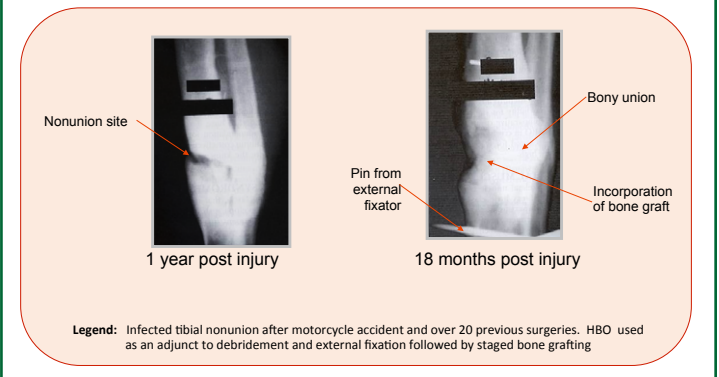 Nonunion site
1 year post injury
Bony union
Pin from
external
fixator
Incorporation
of bone graft
18 months post injury
Legend: Infected tibial nonunion after motorcycle accident and over 20 previous surgeries. HBO used
as an adjunct to debridement and external fixation followed by staged bone grafting